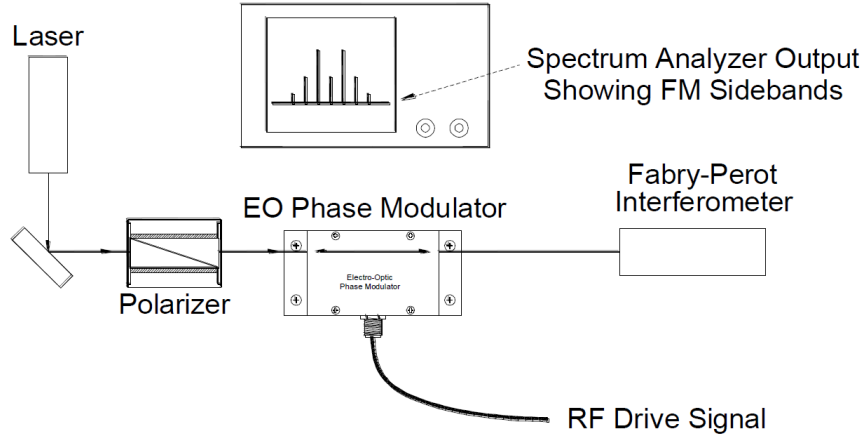 Laser
Spectrum Analyzer Output
Showing FM Sidebands
Fabry-Perot
Interferometer
EO Phase Modulator
Electro-Optic
Phase Modulator
Polarizer
RF Drive Signal